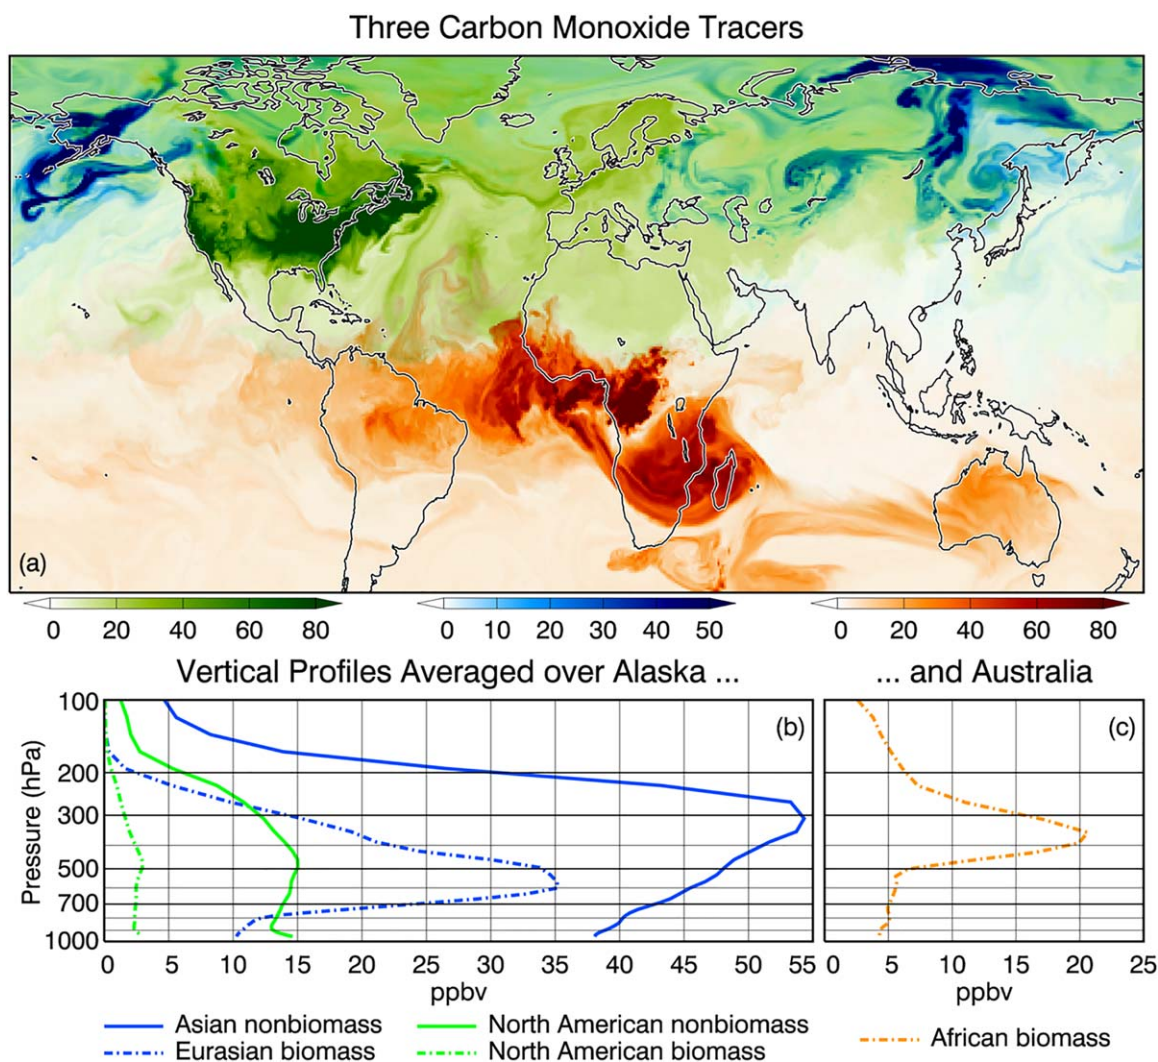 Three Carbon Monoxide Tracers
(a)
0 20 40 60 80
0 10 20 30 40 50
0 20 40 60 80
Vertical Profiles Averaged over Alaska ...
... and Australia
Pressure (hPa)
100
200
300
500
700
1000
(b)
(c)
0 5 10 15 20 25 30 35 40 45 50 55
0 5 10 15 20 25
ppbv
ppbv
Asian nonbiomass
Eurasian biomass
North American nonbiomass
North American biomass
African biomass